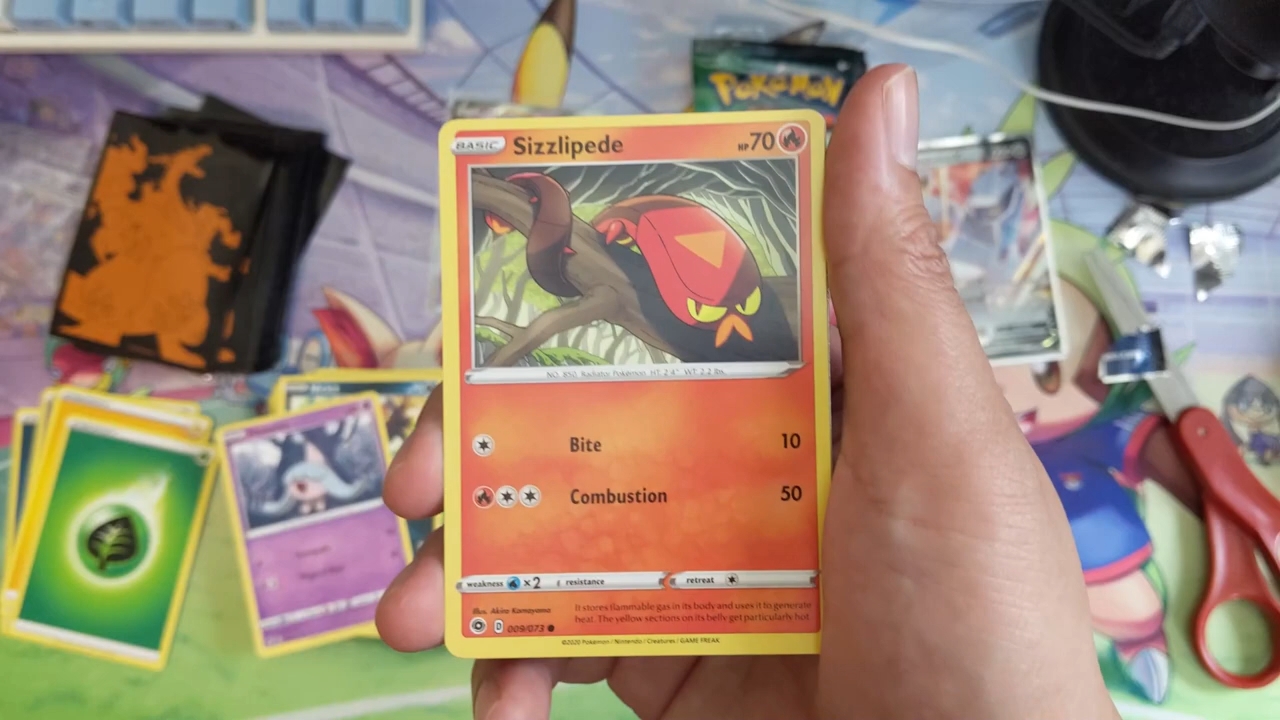 POKéMON
BASIC Sizzlipede HP 70
NO. 850 Radiator Pokémon HT: 2'4" WT: 2.2 lbs.
Bite 10
Combustion 50
weakness ×2 resistance retreat
Illus. Akira Komayama
It stores flammable gas in its body and uses it to generate
heat. The yellow sections on its belly get particularly hot.
D 009/073
©2020 Pokémon / Nintendo / Creatures / GAME FREAK